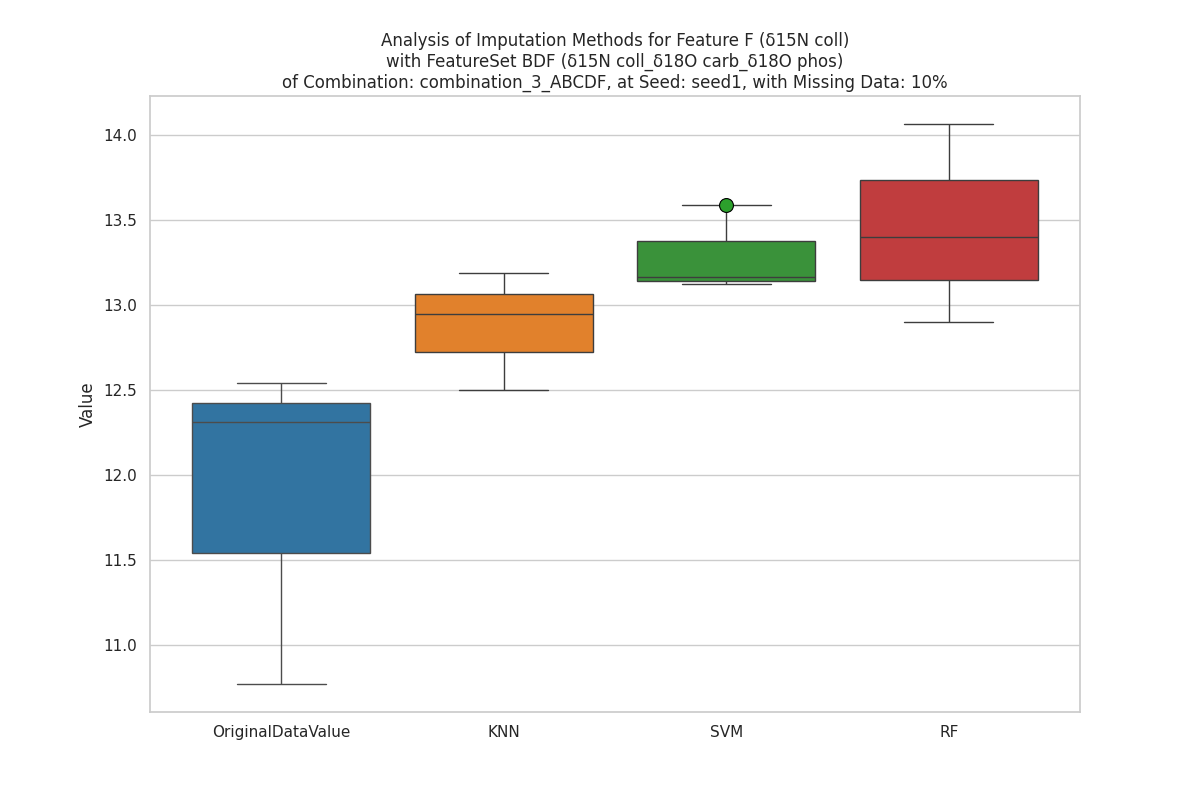 Analysis of Imputation Methods for Feature F (δ15N coll)
with FeatureSet BDF (δ15N coll_δ18O carb_δ18O phos)
of Combination: combination_3_ABCDF, at Seed: seed1, with Missing Data: 10%
14.0
13.5
13.0
12.5
12.0
11.5
11.0
Value
OriginalDataValue
KNN
SVM
RF